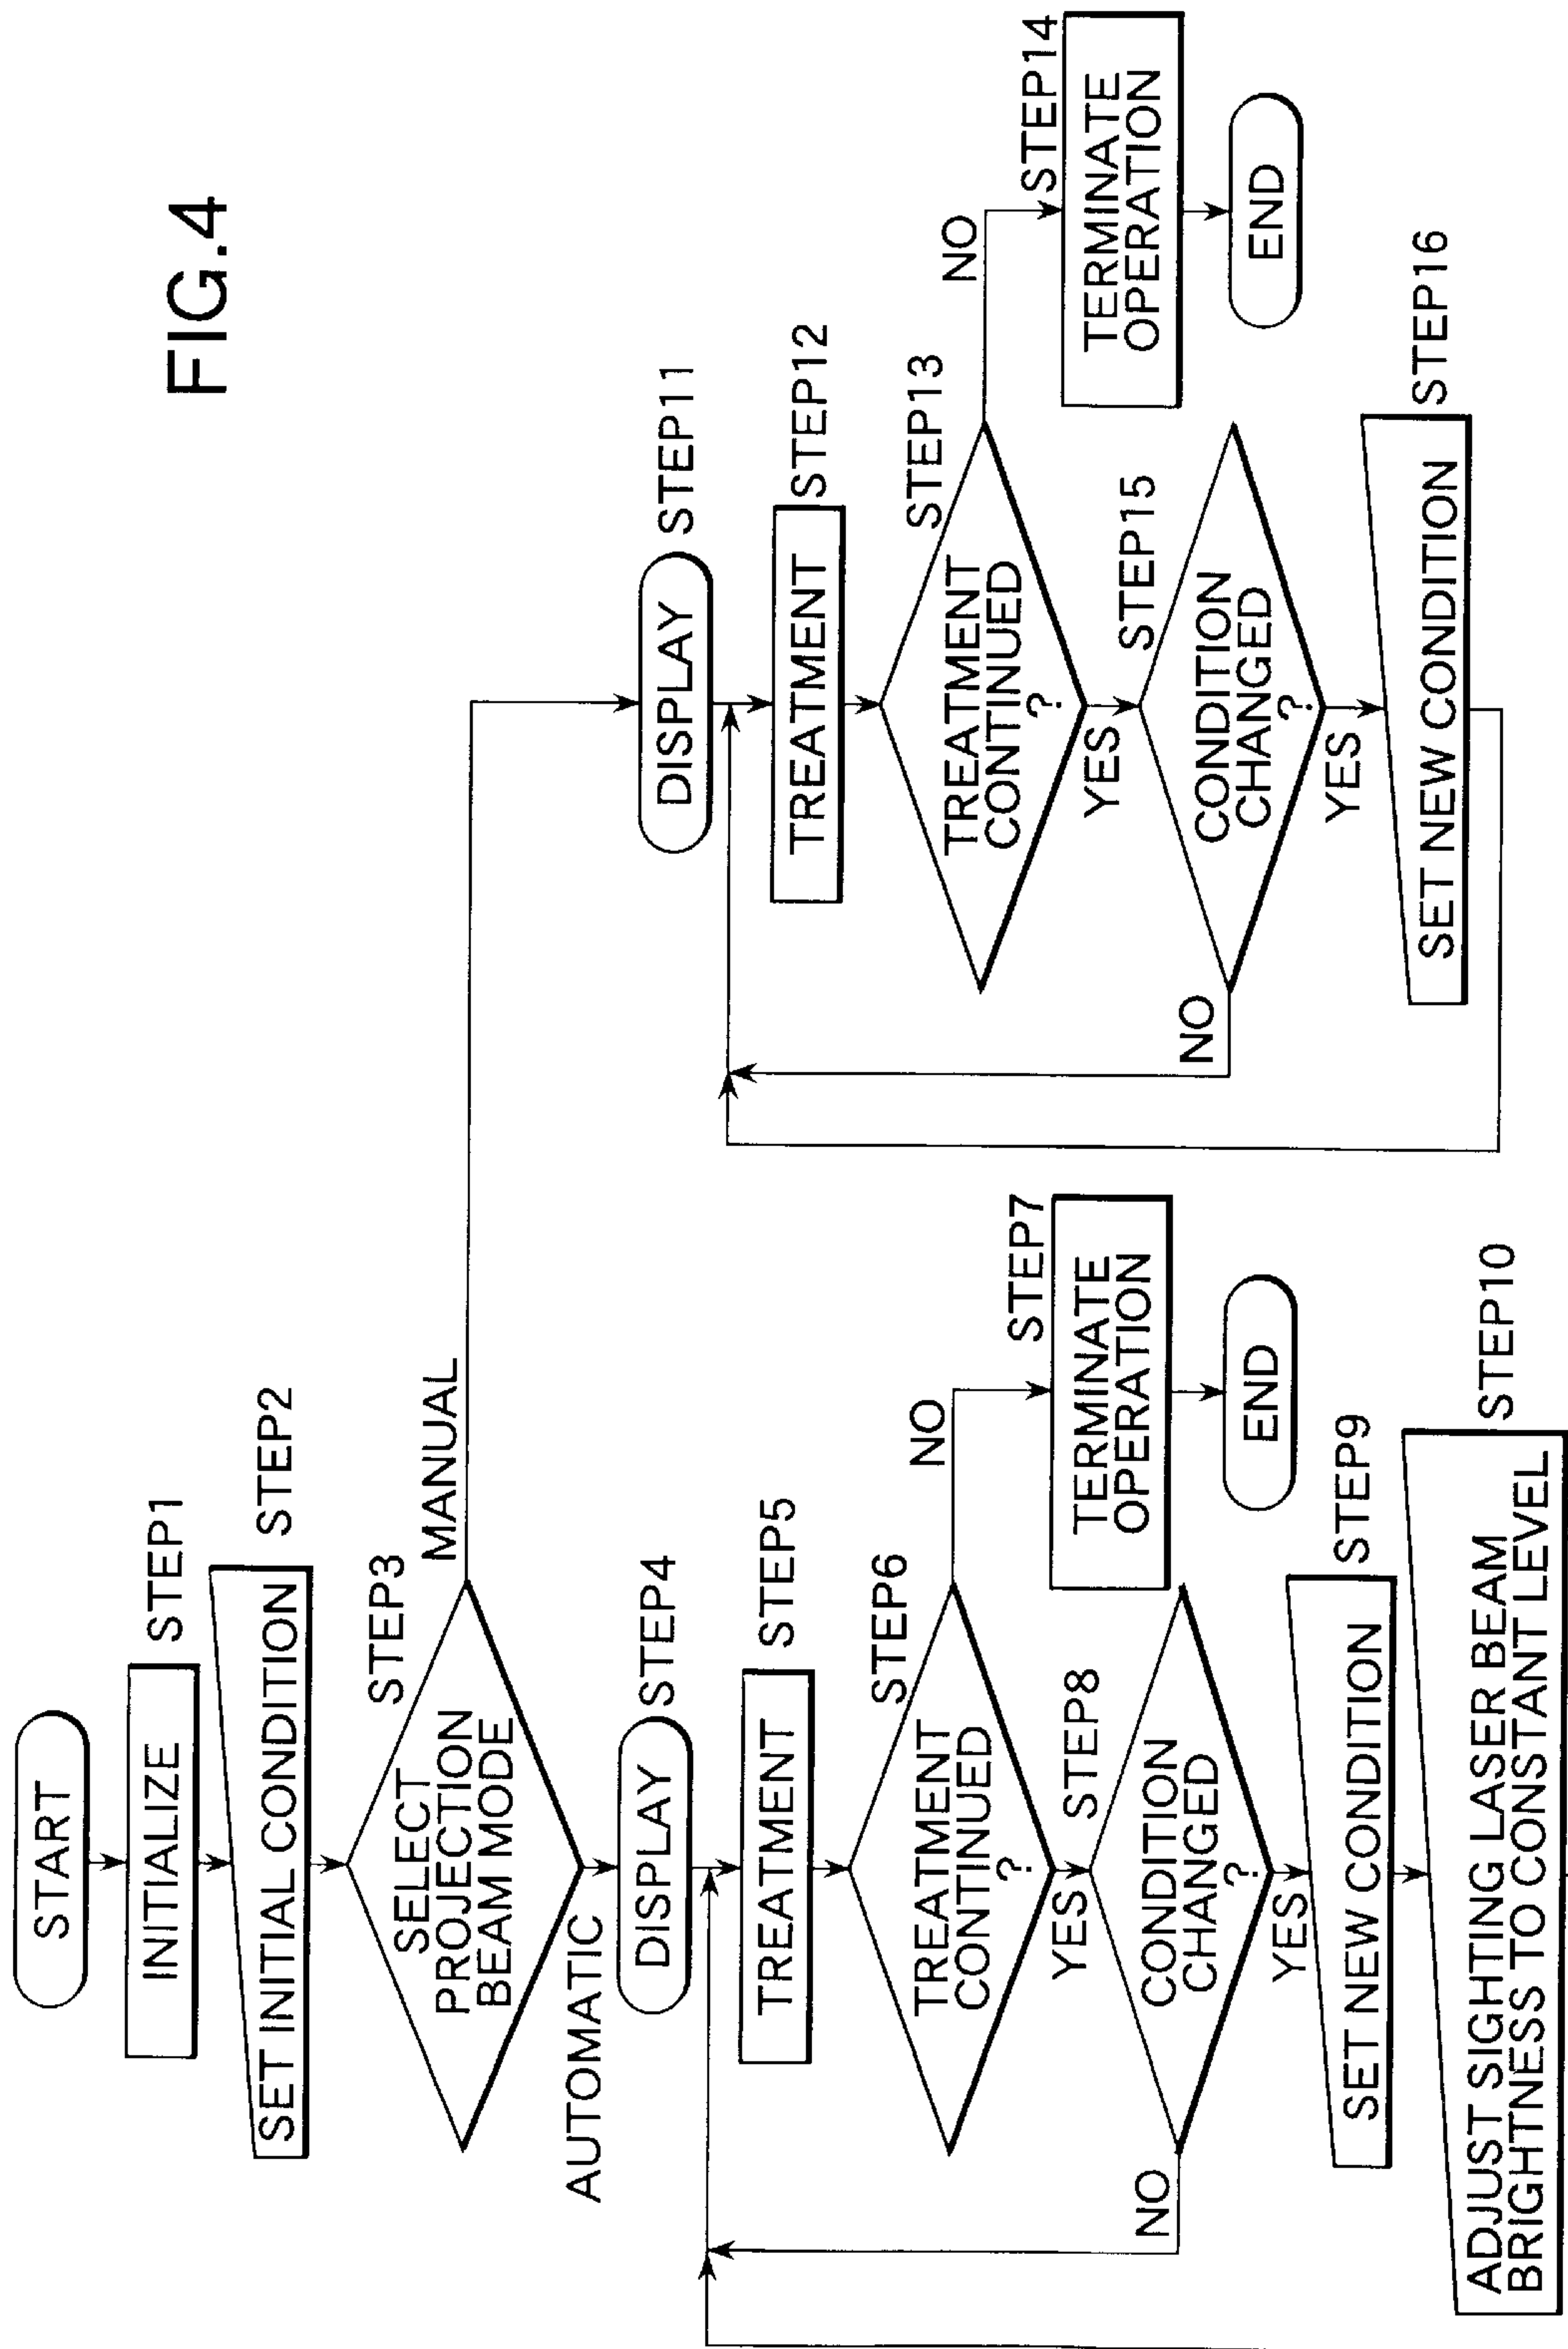 FIG.4
START
INITIALIZE
STEP1
SET INITIAL CONDITION
STEP2
SELECT
PROJECTION
BEAM MODE
STEP3
MANUAL
AUTOMATIC
DISPLAY
STEP4
TREATMENT
STEP5
TREATMENT
CONTINUED
?
STEP6
NO
YES
TERMINATE
OPERATION
STEP7
END
CONDITION
CHANGED
?
STEP8
NO
YES
SET NEW CONDITION
STEP9
ADJUST SIGHTING LASER BEAM
BRIGHTNESS TO CONSTANT LEVEL
STEP10
DISPLAY
STEP11
TREATMENT
STEP12
TREATMENT
CONTINUED
?
STEP13
NO
YES
TERMINATE
OPERATION
STEP14
END
CONDITION
CHANGED
?
STEP15
NO
YES
SET NEW CONDITION
STEP16